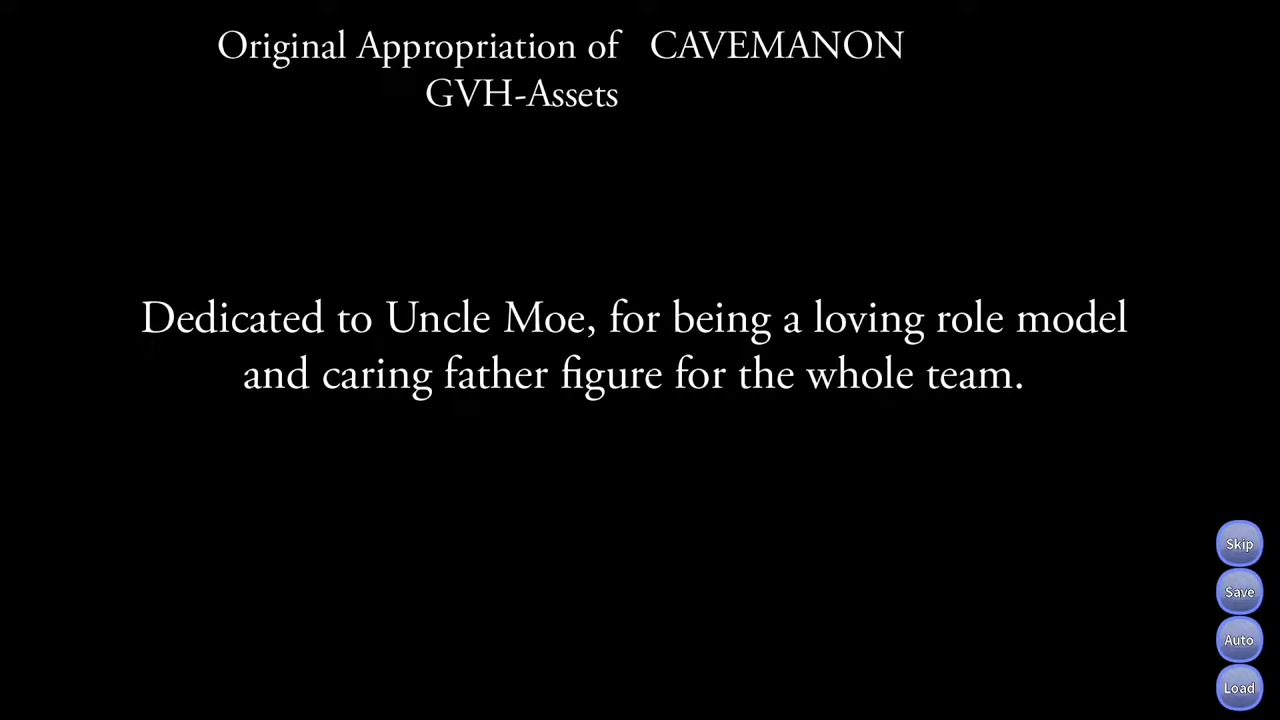 Original Appropriation of CAVEMANON
GVH-Assets
Dedicated to Uncle Moe, for being a loving role model
and caring father figure for the whole team.
Skip
Save
Auto
Load